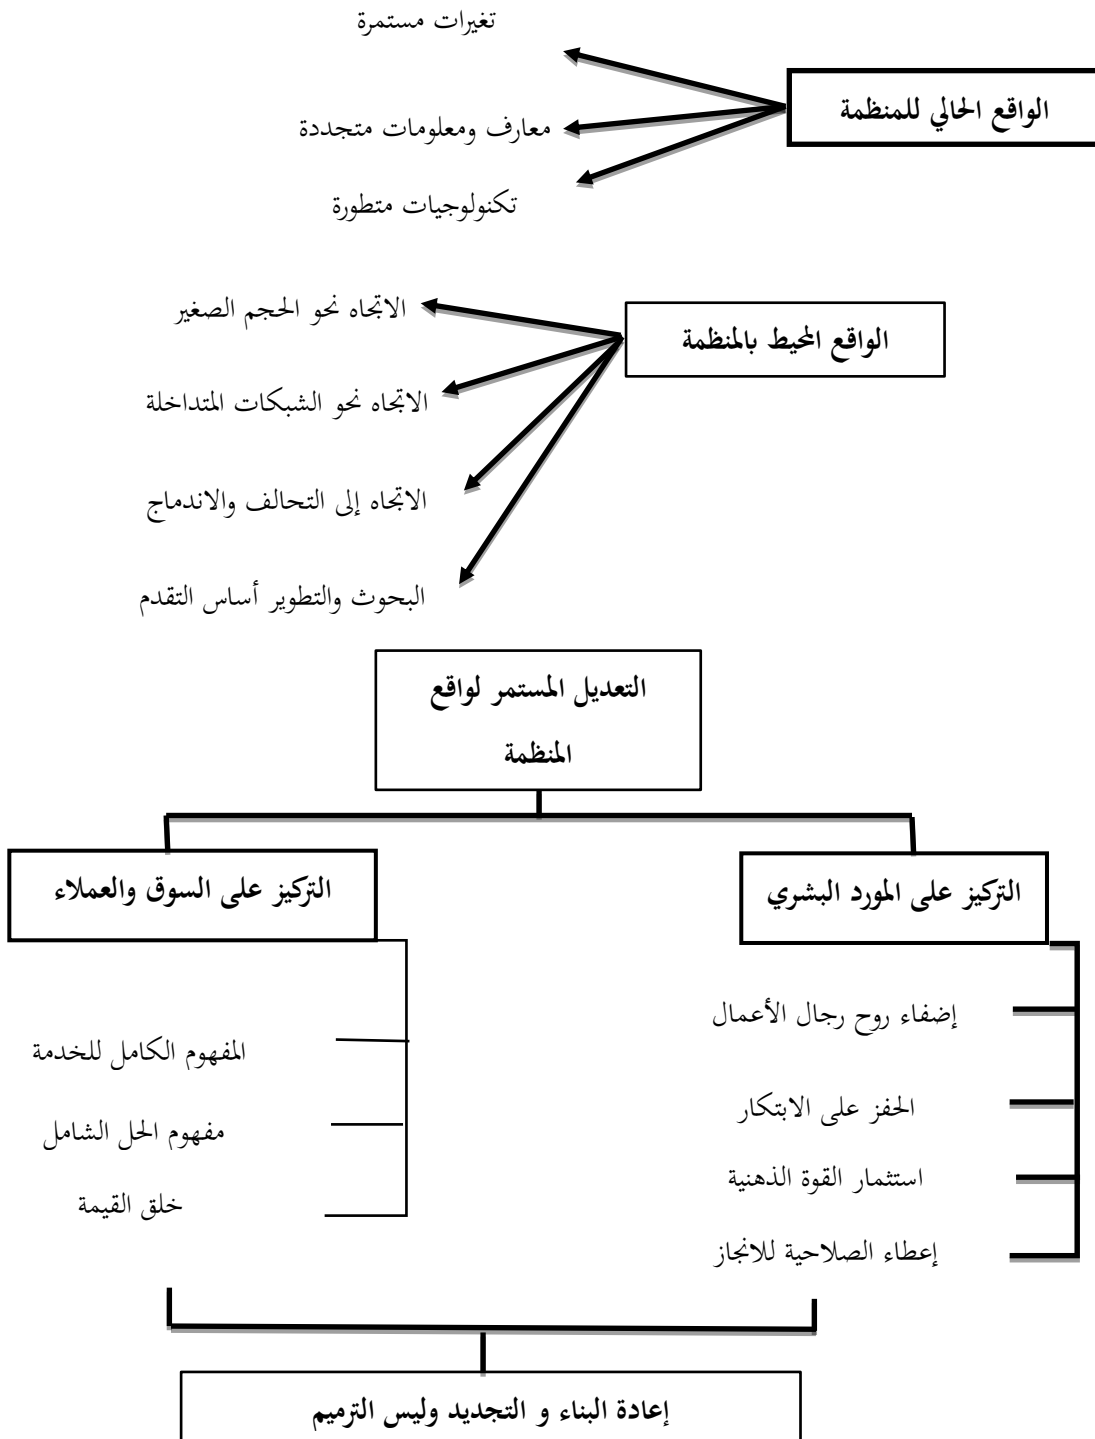 الواقع الحالي للمنظمة
تغيرات مستمرة
معارف ومعلومات متجددة
تكنولوجيات متطورة
الواقع المحيط بالمنظمة
الاتجاه نحو الحجم الصغير
الاتجاه نحو الشبكات المتداخلة
الاتجاه إلى التحالف والاندماج
البحوث والتطوير أساس التقدم
التعديل المستمر لواقع
المنظمة
التركيز على المورد البشري
إضفاء روح رجال الأعمال
الحفز على الابتكار
استثمار القوة الذهنية
إعطاء الصلاحية للانجاز
التركيز على السوق والعملاء
المفهوم الكامل للخدمة
مفهوم الحل الشامل
خلق القيمة
إعادة البناء و التجديد وليس الترميم